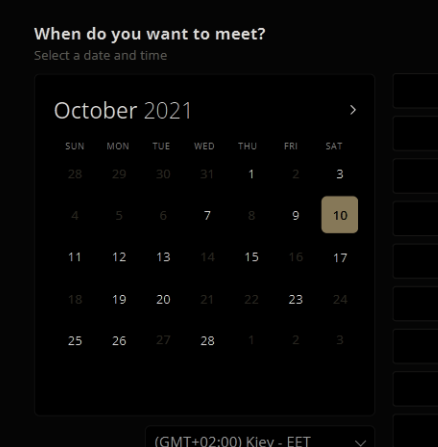 When do you want to meet?
Select a date and time
October 2021
SUN MON TUE WED THU FRI SAT
28 29 30 31 1 2 3
4 5 6 7 8 9 10
11 12 13 14 15 16 17
18 19 20 21 22 23 24
25 26 27 28 1 2 3
(GMT+02:00) Kiev - EET